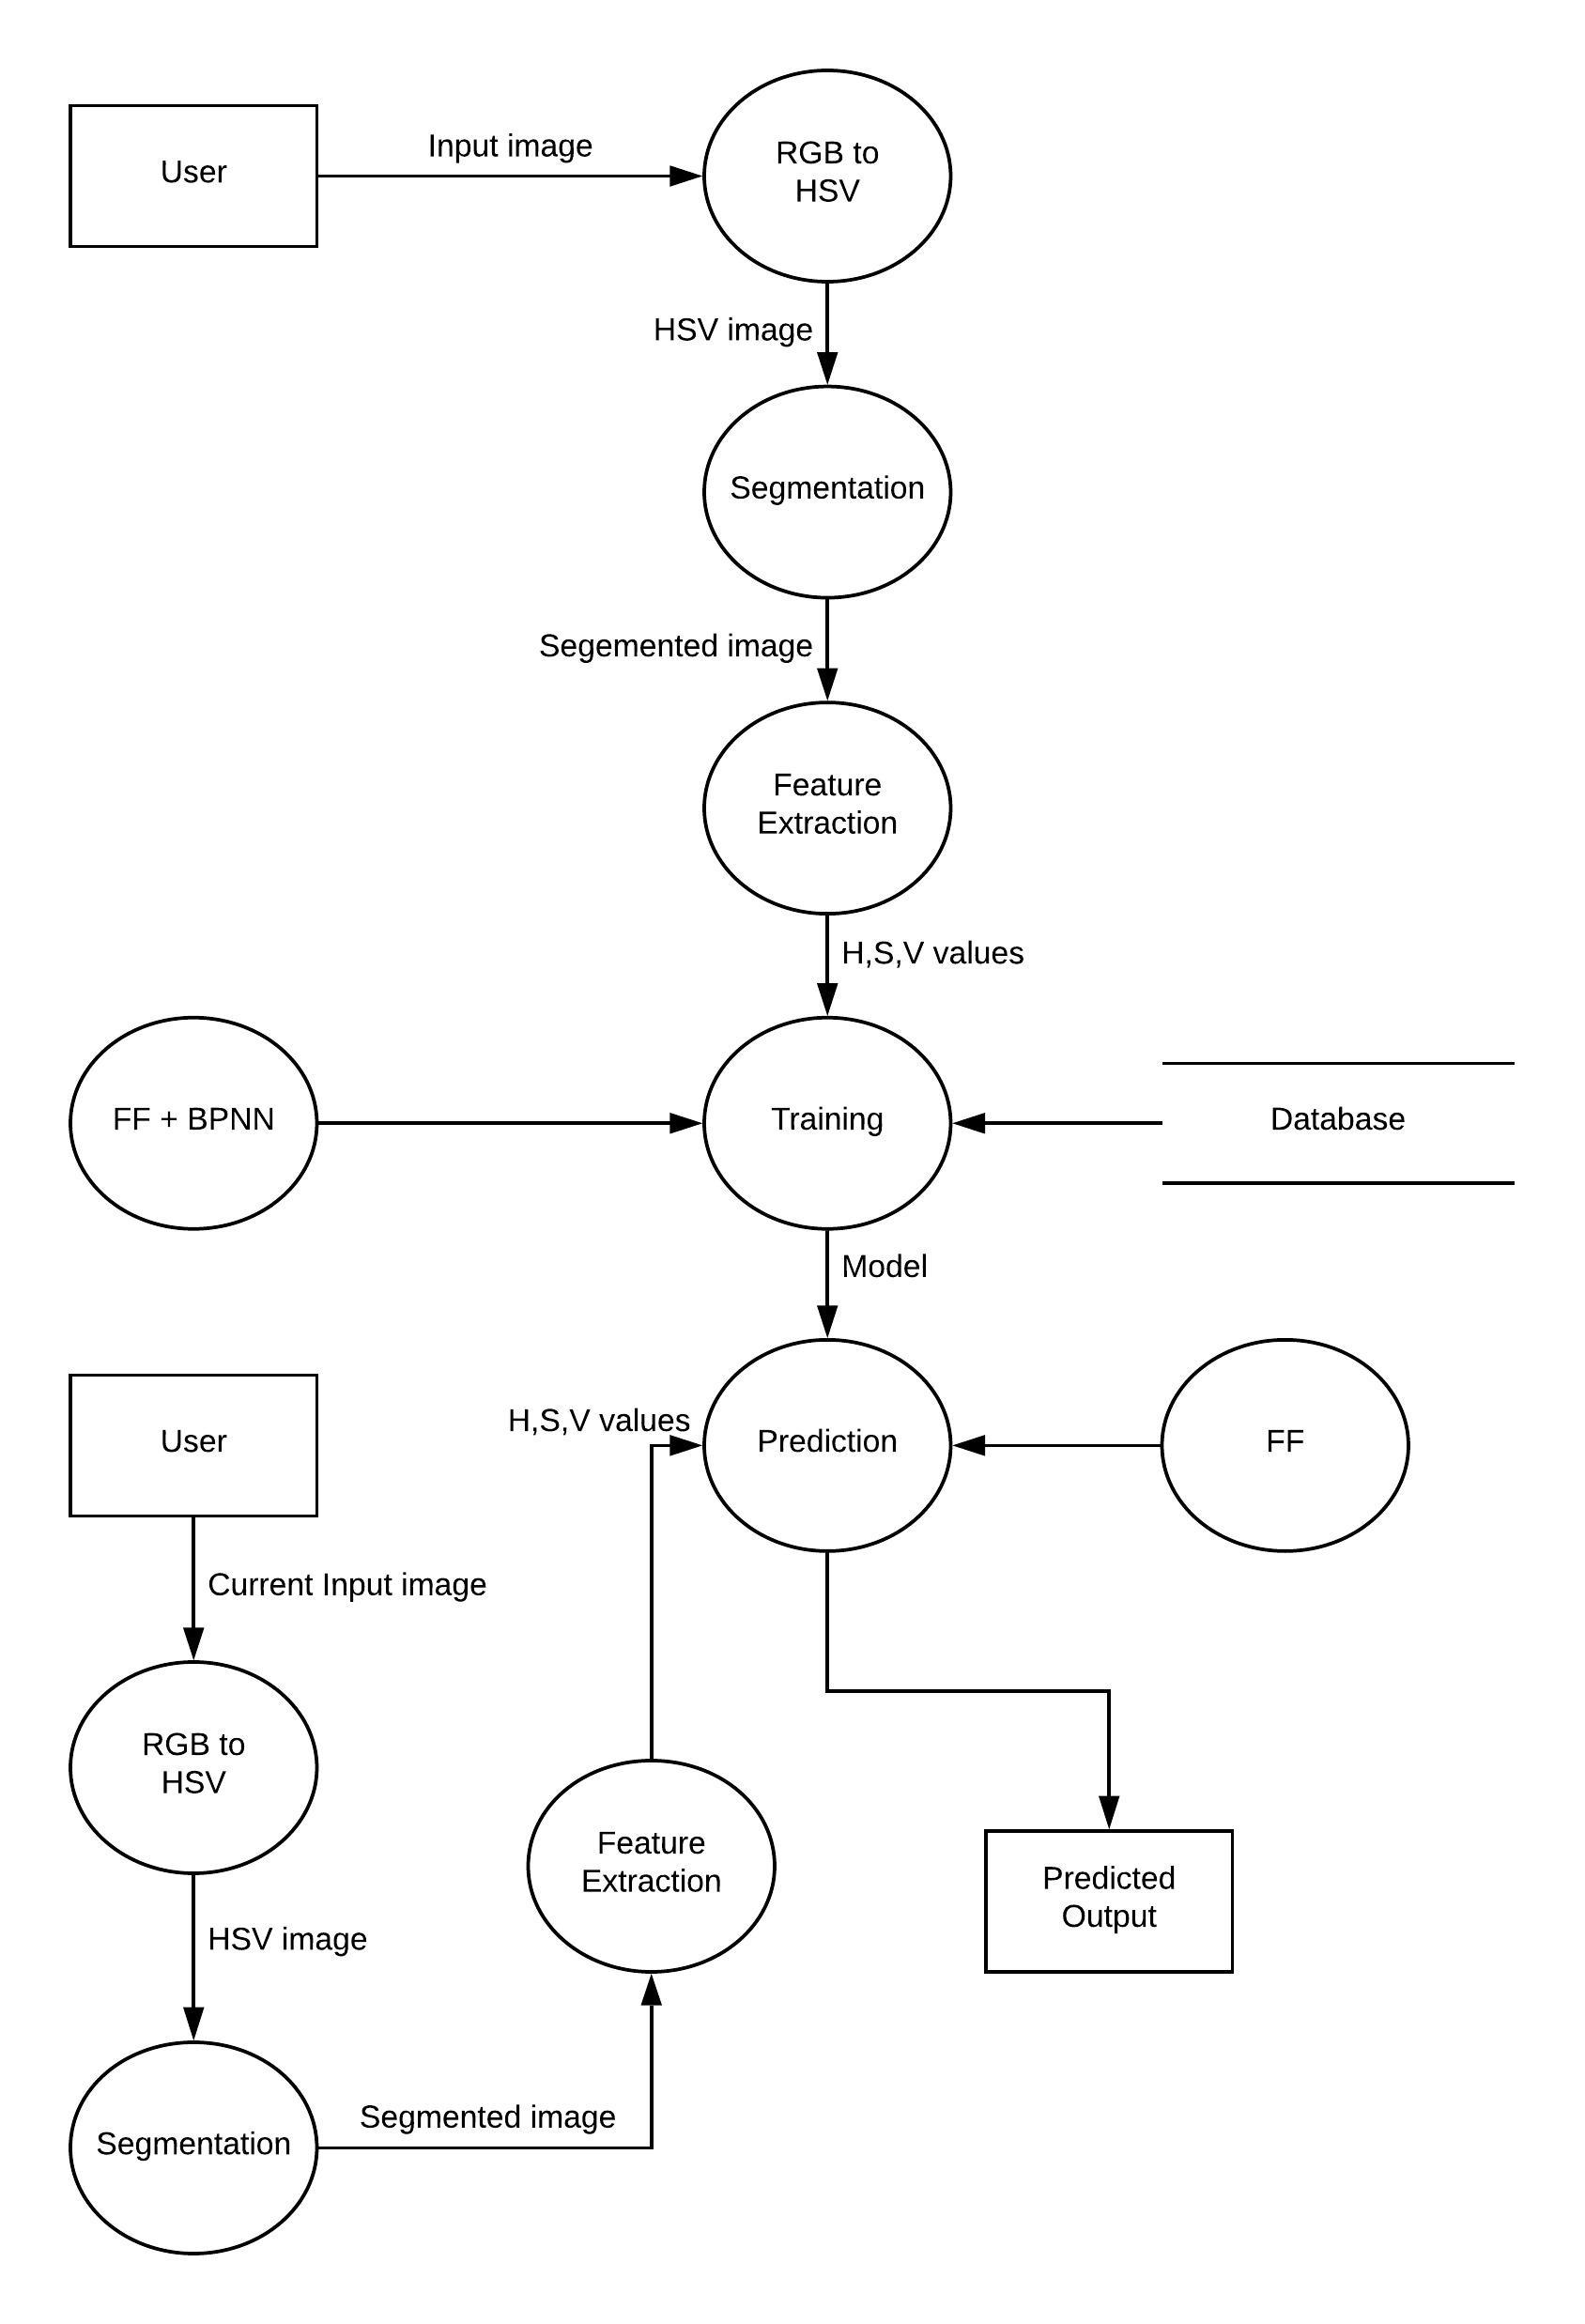 User
Input image
RGB to
HSV
HSV image
Segmentation
Segemented image
Feature
Extraction
H,S,V values
FF + BPNN
Training
Database
Model
User
H,S,V values
Prediction
FF
Current Input image
RGB to
HSV
Feature
Extraction
Predicted
Output
HSV image
Segmented image
Segmentation